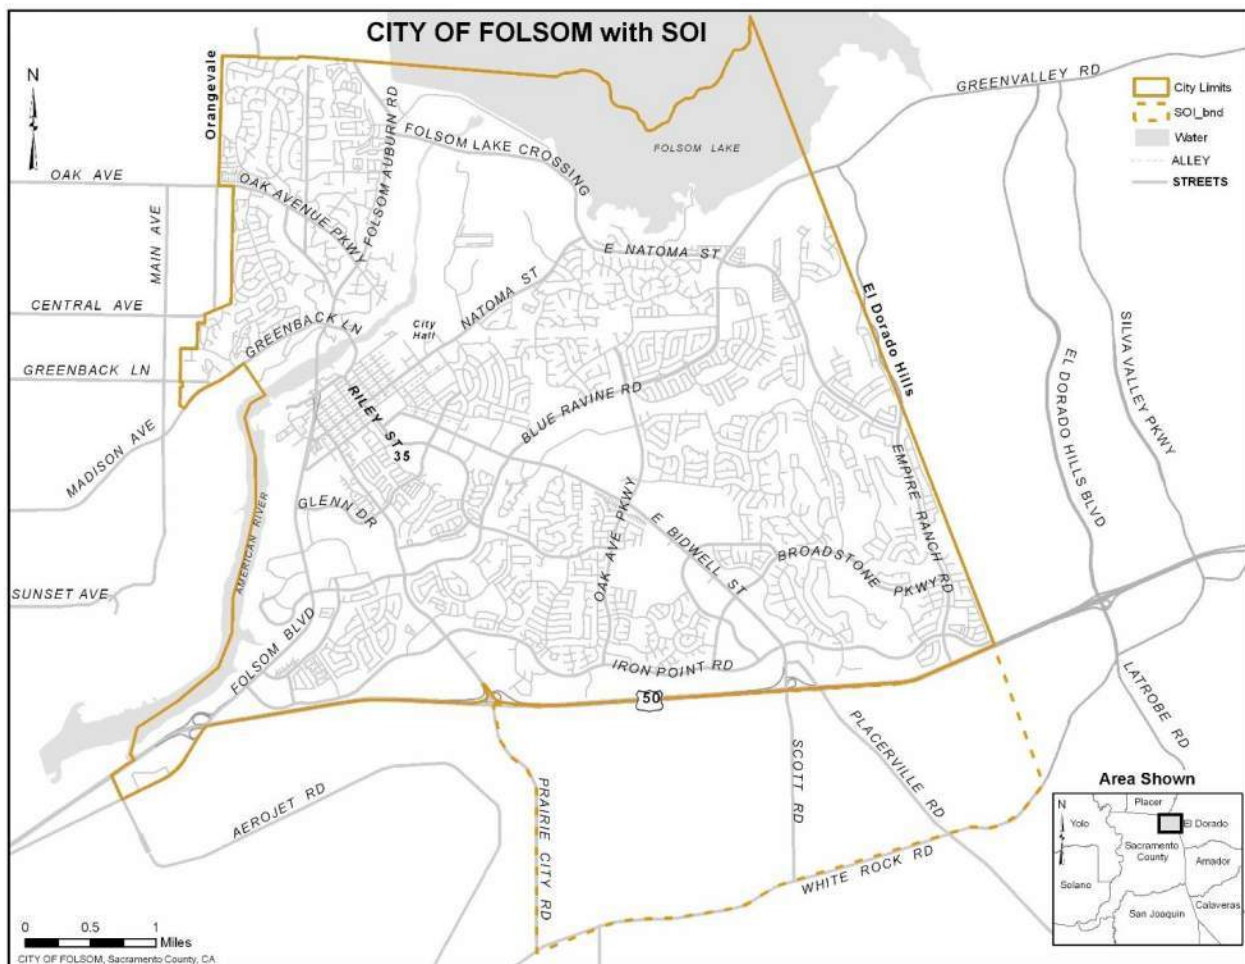 CITY OF FOLSOM with SOI
N
Orangevale
GREENVALLEY RD
City Limits
SOI_bnd
Water
ALLEY
STREETS
FOLSOM AUBURN RD
FOLSOM LAKE CROSSING
FOLSOM LAKE
OAK AVE
OAK AVENUE PKWY
MAIN AVE
E NATOMA ST
NATOMA ST
CENTRAL AVE
GREENBACK LN
City
Hall
El Dorado Hills
SILVA VALLEY PKWY
EL DORADO HILLS BLVD
GREENBACK LN
RILEY ST
35
BLUE RAVINE RD
MADISON AVE
EMPIRE RANCH RD
GLENN DR
AMERICAN RIVER
OAK AVE PKWY
E BIDWELL ST
BROADSTONE
PKWY
SUNSET AVE
FOLSOM BLVD
IRON POINT RD
50
LATROBE RD
PLACERVILLE RD
SCOTT RD
PRAIRIE CITY RD
AEROJET RD
WHITE ROCK RD
Area Shown
N
Placer
Yolo
El Dorado
Sacramento
County
Amador
Solano
Calaveras
San Joaquin
0 0.5 1
Miles
CITY OF FOLSOM, Sacramento County, CA